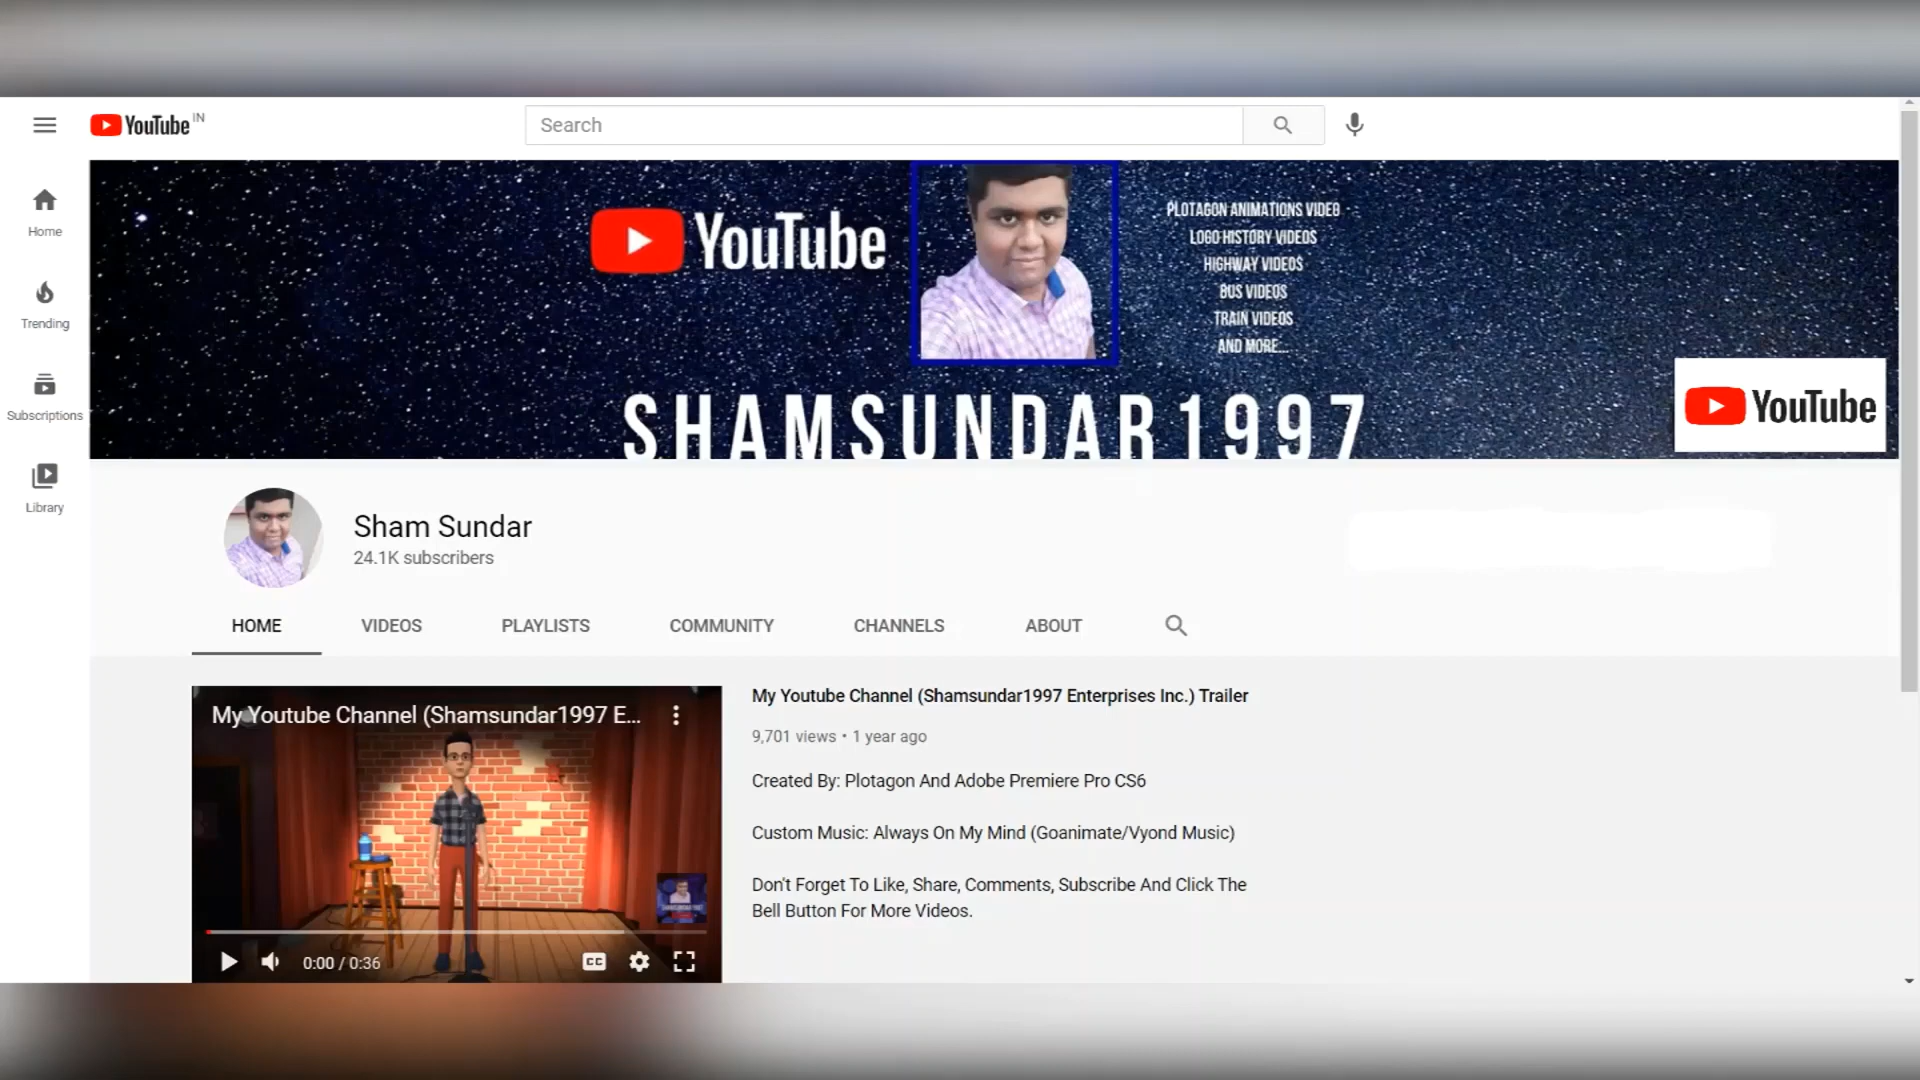 YouTube IN
Search
Home
Trending
Subscriptions
Library
YouTube
PLOTAGON ANIMATIONS VIDEO
LOGO HISTORY VIDEOS
HIGHWAY VIDEOS
BUS VIDEOS
TRAIN VIDEOS
AND MORE...
SHAMSUNDAR1997
YouTube
Sham Sundar
24.1K subscribers
HOME VIDEOS PLAYLISTS COMMUNITY CHANNELS ABOUT
My Youtube Channel (Shamsundar1997 E...
SHAMSUNDAR1997
0:00 / 0:36
CC
My Youtube Channel (Shamsundar1997 Enterprises Inc.) Trailer
9,701 views • 1 year ago
Created By: Plotagon And Adobe Premiere Pro CS6
Custom Music: Always On My Mind (Goanimate/Vyond Music)
Don't Forget To Like, Share, Comments, Subscribe And Click The
Bell Button For More Videos.